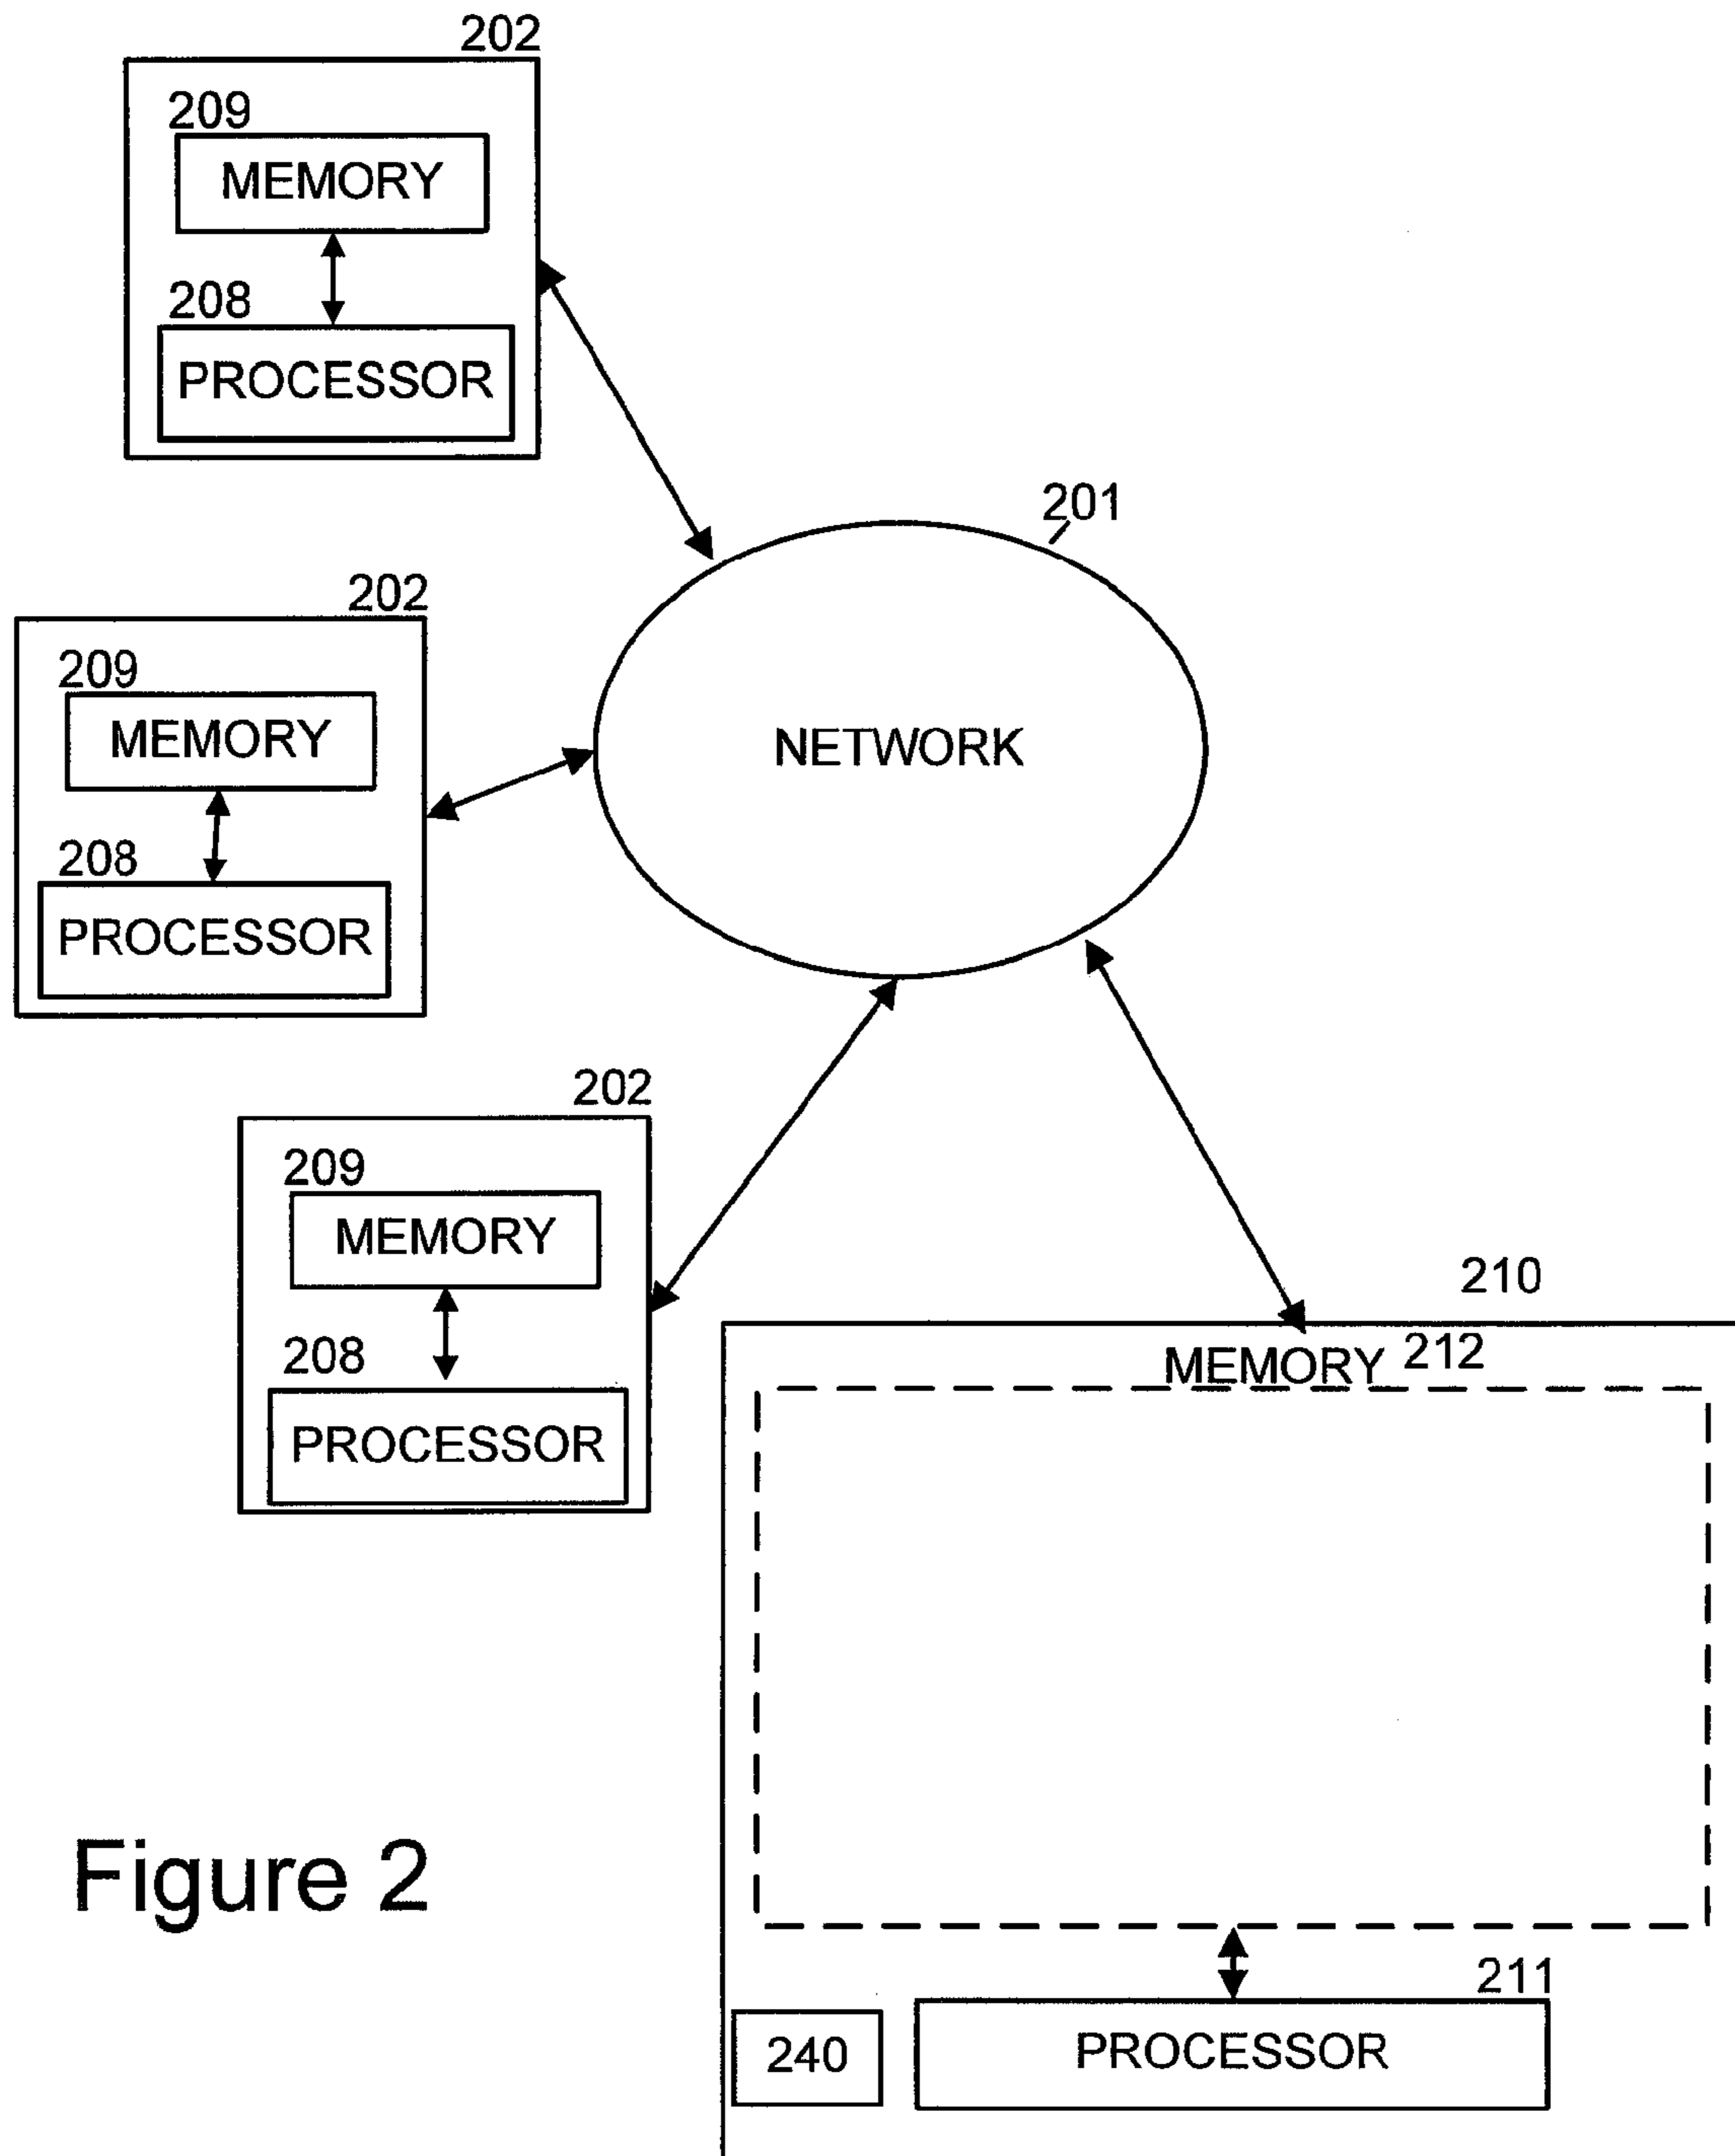 202
209
MEMORY
208
PROCESSOR
201
NETWORK
202
209
MEMORY
208
PROCESSOR
202
209
MEMORY
208
PROCESSOR
210
MEMORY 212
211
240
PROCESSOR
Figure 2